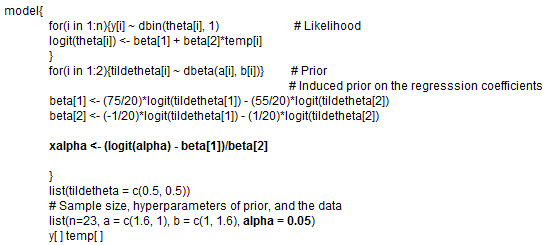 model{
for(i in 1:n){y[i] ~ dbin(theta[i], 1) # Likelihood
logit(theta[i]) <- beta[1] + beta[2]*temp[i]
}
for(i in 1:2){tildetheta[i] ~ dbeta(a[i], b[i])} # Prior
# Induced prior on the regresssion coefficients
beta[1] <- (75/20)*logit(tildetheta[1]) - (55/20)*logit(tildetheta[2])
beta[2] <- (-1/20)*logit(tildetheta[1]) - (1/20)*logit(tildetheta[2])
xalpha <- (logit(alpha) - beta[1])/beta[2]
}
list(tildetheta = c(0.5, 0.5))
# Sample size, hyperparameters of prior, and the data
list(n=23, a = c(1.6, 1), b = c(1, 1.6), alpha = 0.05)
y[ ] temp[ ]